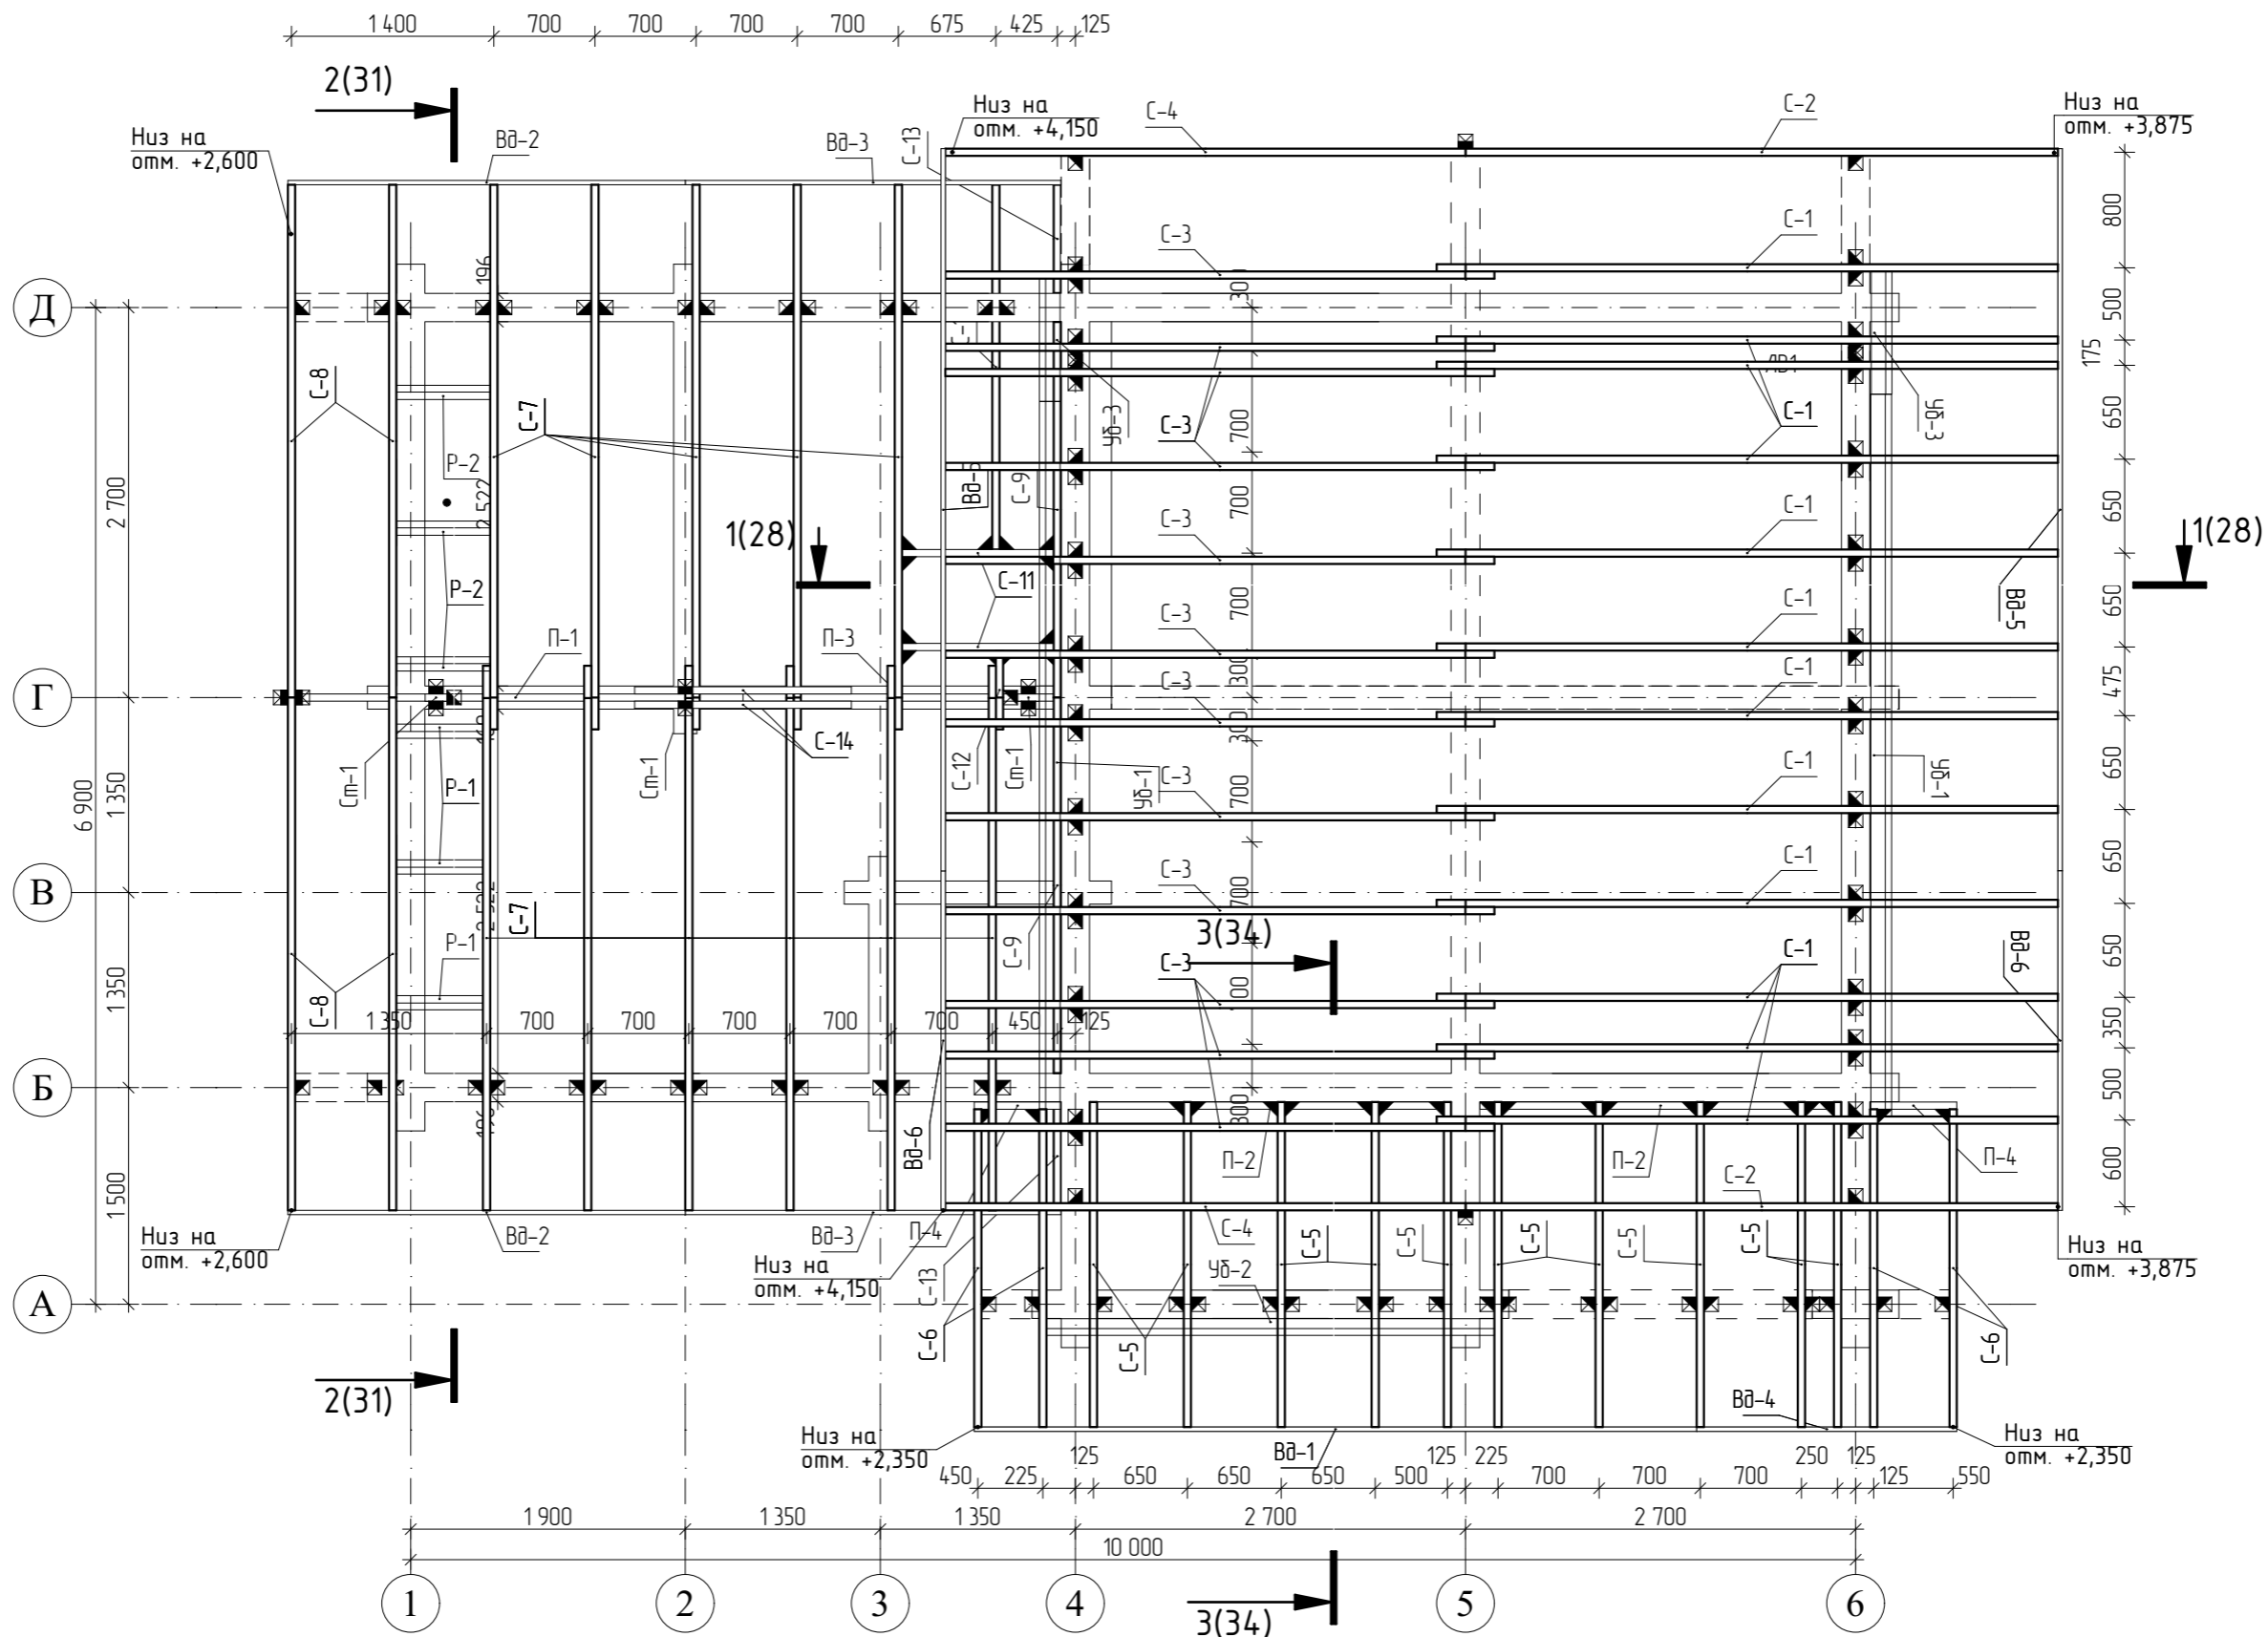 1 400 700 700 700 700 675 425 125
2(31)
Низ на
отм. +2,600
Вд-2
Вд-3
С-13
Низ на
отм. +4,150
С-4
С-2
Низ на
отм. +3,875
800
С-3
С-1
196
Д
500
175
С-8
С-7
Уб-3
С-3
С-1
700
650
Уб-3
Р-2
2 522
2 700
Вд-5
С-9
С-3
С-1
700
650
1(28)
1(28)
Р-2
С-11
С-3
С-1
700
650
Вд-5
П-1
П-3
300
С-3
С-1
475
Г
Ст-1
Ст-1
С-14
С-12
Ст-1
Уб-1
300
С-3
С-1
700
650
Уб-1
Р-1
1 350
6 900
В
С-3
С-1
700
650
Р-1
С-7
С-9
3(34)
С-3
С-1
650
Вд-6
С-8
1 350
1 350 700 700 700 700 700 450 125
350
Б
500
Вд-6
300
П-2
П-2
П-4
600
1 500
Низ на
отм. +2,600
Вд-2
Вд-3
П-4
С-4
С-2
С-5
С-5
С-5
С-5
С-5
Низ на
отм. +4,150
С-13
Уб-2
Низ на
отм. +3,875
А
С-6
С-5
С-6
2(31)
Низ на
отм. +2,350
Вд-1
Вд-4
Низ на
отм. +2,350
450 225 125 650 650 650 500 125 225 700 700 700 250 125 125 550
1 900 1 350 1 350 2 700 2 700
10 000
1 2 3 4 5 6
3(34)